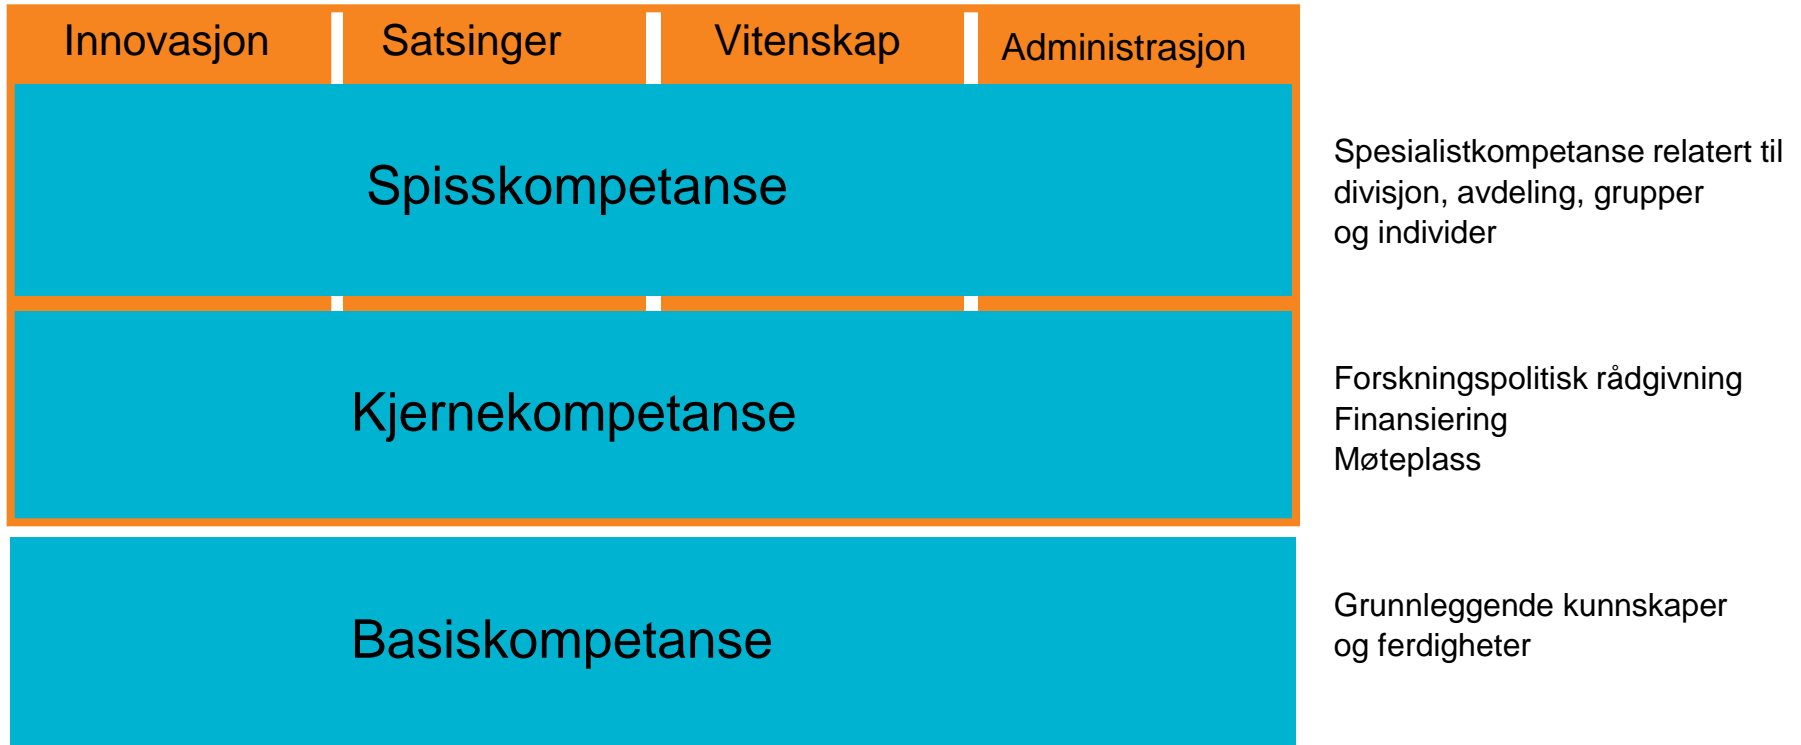 Innovasjon Satsinger Vitenskap Administrasjon
Spisskompetanse
Spesialistkompetanse relatert til
divisjon, avdeling, grupper
og individer
Kjernekompetanse
Forskningspolitisk rådgivning
Finansiering
Møteplass
Basiskompetanse
Grunnleggende kunnskaper
og ferdigheter